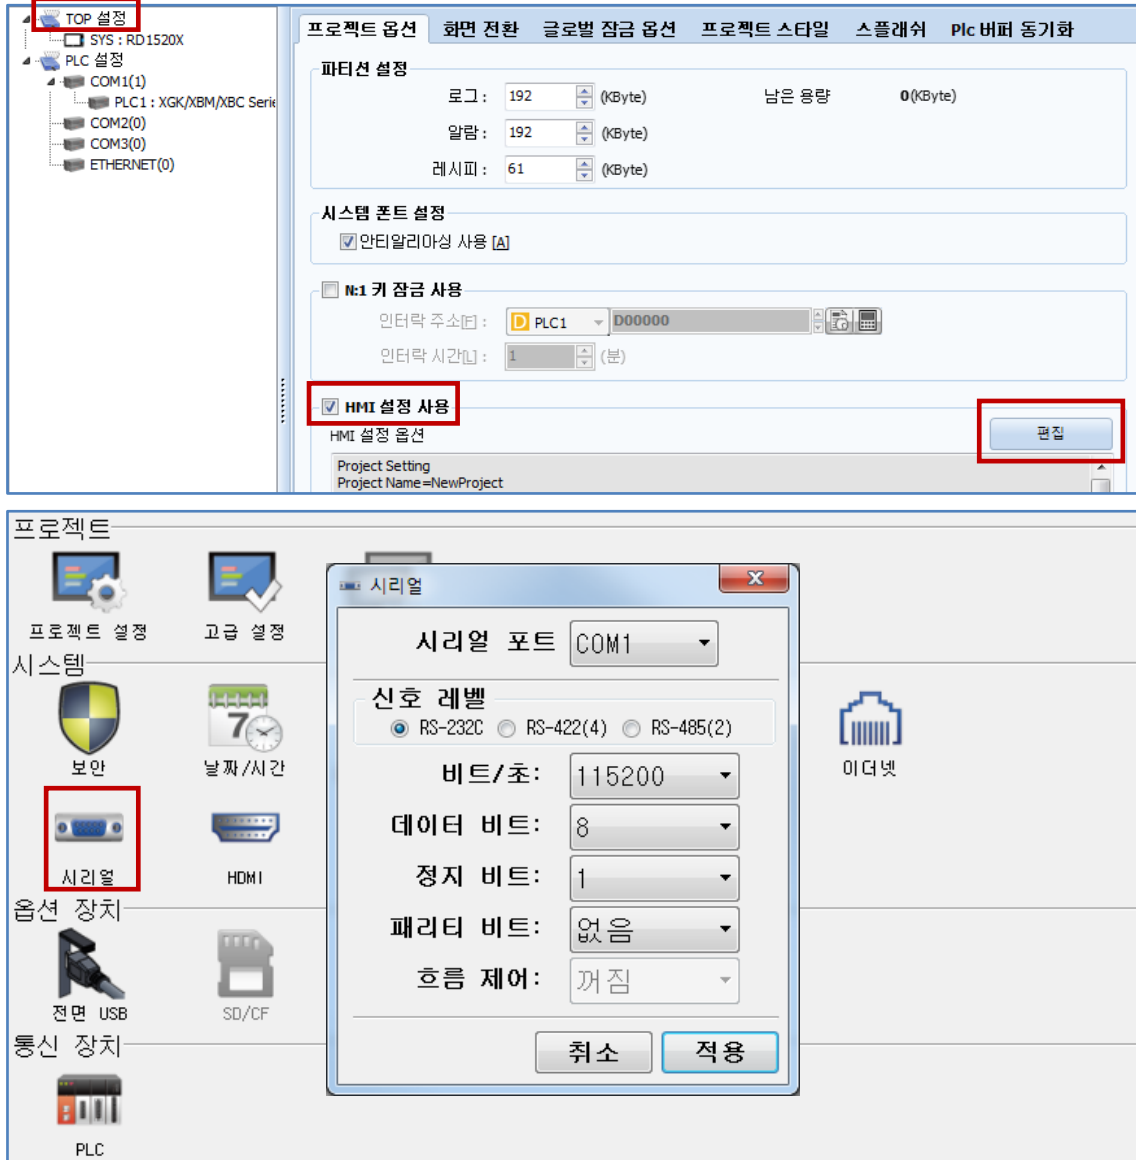 TOP 설정
SYS : RD1520X
PLC 설정
COM1(1)
PLC1 : XGK/XBM/XBC Serie
COM2(0)
COM3(0)
ETHERNET(0)
프로젝트 옵션 화면 전환 글로벌 잠금 옵션 프로젝트 스타일 스플래쉬 Plc 버퍼 동기화
파티션 설정
로그 : 192 (KByte) 남은 용량 0(KByte)
알람 : 192 (KByte)
레시피 : 61 (KByte)
시스템 폰트 설정
안티알리아싱 사용 [A]
N:1 키 잠금 사용
인터락 주소[F] : D PLC1 D00000
인터락 시간[L] : 1 (분)
HMI 설정 사용
HMI 설정 옵션 편집
Project Setting
Project Name=NewProject
프로젝트
프로젝트 설정 고급 설정
시스템
보안 날짜/시간 이더넷
시리얼 HDMI
옵션 장치
전면 USB SD/CF
통신 장치
PLC
시리얼
시리얼 포트 COM1
신호 레벨
RS-232C RS-422(4) RS-485(2)
비트/초: 115200
데이터 비트: 8
정지 비트: 1
패리티 비트: 없음
흐름 제어: 꺼짐
취소 적용